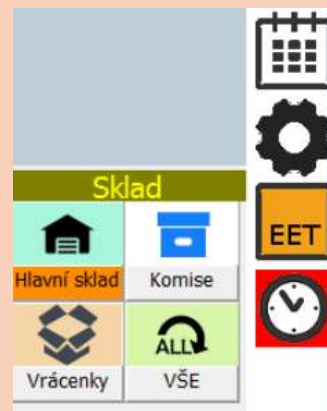 Sklad
EET
Hlavní sklad
Komise
ALL
Vrácenky
VŠE